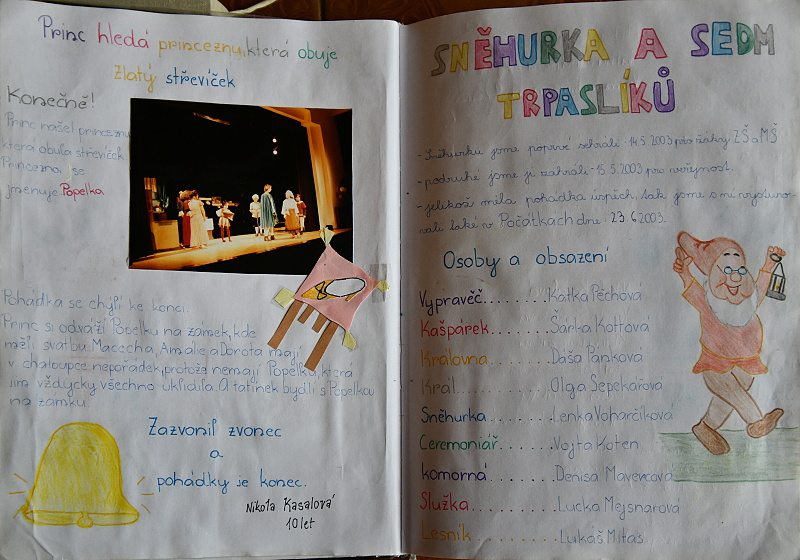 Princ hledá princeznu, která obuje
zlatý střevíček
Konečně!
Princ našel princeznu
která obula střevíček.
Princezna se
jmenuje Popelka
Pohádka se chýlí ke konci.
Princ si odváží Popelku na zámek, kde
měli svatbu. Macecha, Amálie a Dorota mají
v chaloupce nepořádek, protože nemají Popelku, která
jim vždycky všechno uklidila. A tatínek bydlí s Popelkou
na zámku.
Zazvonil zvonec
a
pohádky je konec.
Nikola Kasalová
10 let
SNĚHURKA A SEDM
TRPASLÍKŮ
- Sněhurku jsme poprvé sehráli - 14.5.2003 pro žáky ZŠ a MŠ
- podruhé jsme ji zahráli - 15.5.2003 pro veřejnost.
- jelikož měla pohádka úspěch, tak jsme s ní vystupo-
vali také v Počátkách dne 23.6.2003.
Osoby a obsazení
Vypravěč........Katka Pěchová
Kašpárek.......Šárka Kottová
Královna.......Dáša Pánková
Král..........Olga Šepekářová
Sněhurka.......Lenka Voharčíková
Ceremoniář......Vojta Koten
komorná.......Denisa Mavercová
Služka........Lucka Mejsnarová
Lesník........Lukáš Mitáš